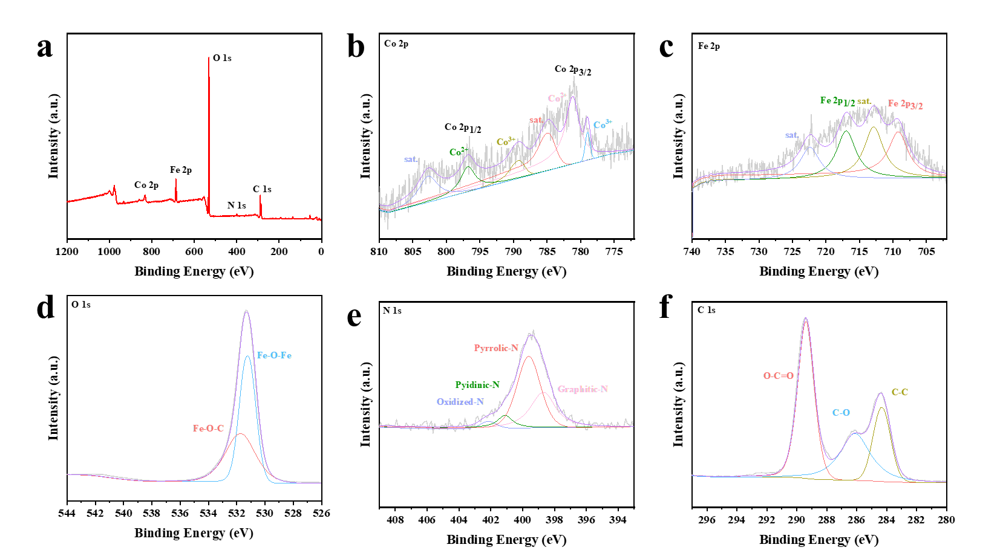 a
O 1s
Fe 2p
Co 2p
C 1s
N 1s
Intensity (a.u.)
1200 1000 800 600 400 200 0
Binding Energy (eV)
b
Co 2p
Co 2p3/2
Co2+
sat.
Co3+
Co 2p1/2
Co3+
Co2+
sat.
Intensity (a.u.)
810 805 800 795 790 785 780 775
Binding Energy (eV)
c
Fe 2p
Fe 2p1/2 sat. Fe 2p3/2
sat.
Intensity (a.u.)
740 735 730 725 720 715 710 705
Binding Energy (eV)
d
O 1s
Fe-O-Fe
Fe-O-C
Intensity (a.u.)
544 542 540 538 536 534 532 530 528 526
Binding Energy (eV)
e
N 1s
Pyrrolic-N
Pyidinic-N
Graphitic-N
Oxidized-N
Intensity (a.u.)
408 406 404 402 400 398 396 394
Binding Energy (eV)
f
C 1s
O-C=O
C-C
C-O
Intensity (a.u.)
296 294 292 290 288 286 284 282 280
Binding Energy (eV)